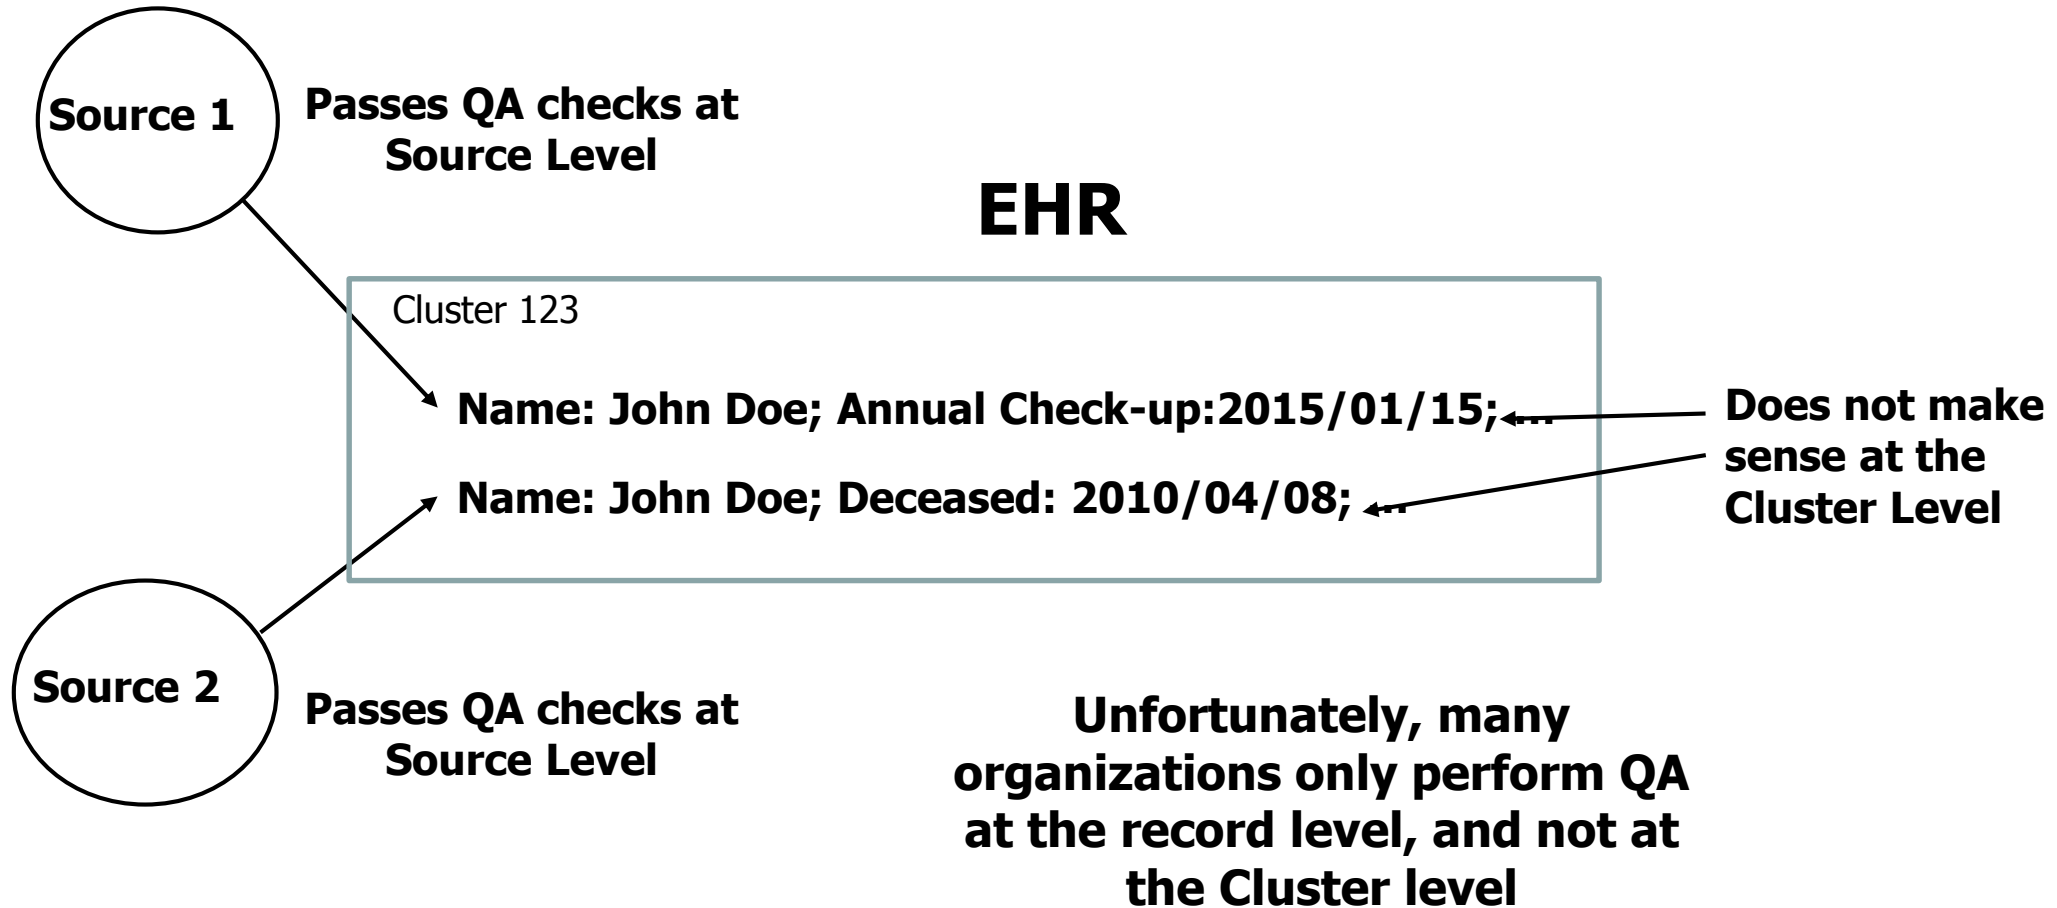 Source 1
Passes QA checks at
Source Level
EHR
Cluster 123
Name: John Doe; Annual Check-up:2015/01/15; ...
Name: John Doe; Deceased: 2010/04/08; ...
Does not make
sense at the
Cluster Level
Source 2
Passes QA checks at
Source Level
Unfortunately, many
organizations only perform QA
at the record level, and not at
the Cluster level